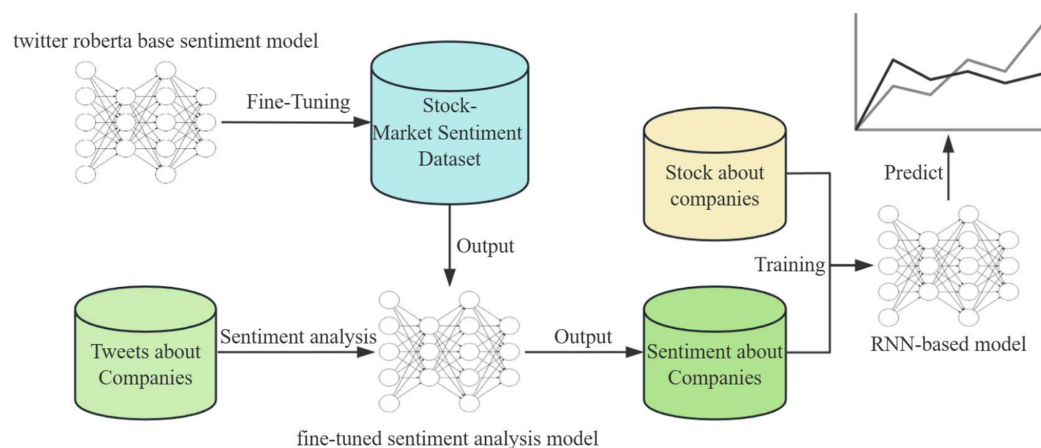 twitter roberta base sentiment model
Fine-Tuning
Stock-
Market Sentiment
Dataset
Output
Tweets about
Companies
Sentiment analysis
fine-tuned sentiment analysis model
Output
Stock about
companies
Sentiment about
Companies
Training
RNN-based model
Predict